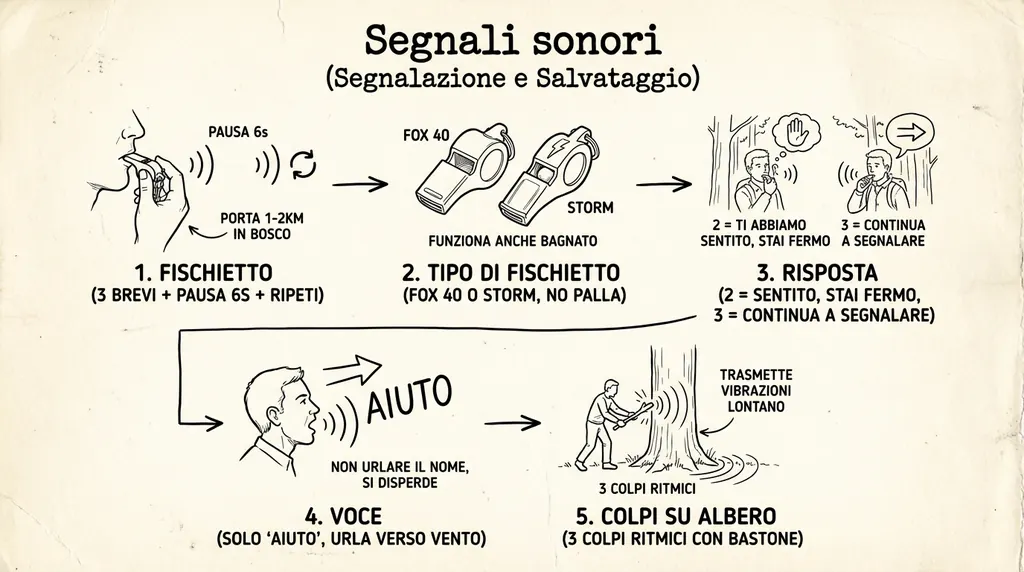 Segnali sonori
(Segnalazione e Salvataggio)
PAUSA 6s
PORTA 1-2KM
IN BOSCO
1. FISCHIETTO
(3 BREVI + PAUSA 6S + RIPETI)
FOX 40
STORM
FUNZIONA ANCHE BAGNATO
2. TIPO DI FISCHIETTO
(FOX 40 O STORM, NO PALLA)
2 = TI ABBIAMO
SENTITO, STAI FERMO
3 = CONTINUA
A SEGNALARE
3. RISPOSTA
(2 = SENTITO, STAI FERMO,
3 = CONTINUA A SEGNALARE)
AIUTO
NON URLARE IL NOME,
SI DISPERDE
4. VOCE
(SOLO 'AIUTO', URLA VERSO VENTO)
TRASMETTE
VIBRAZIONI
LONTANO
3 COLPI RITMICI
5. COLPI SU ALBERO
(3 COLPI RITMICI CON BASTONE)